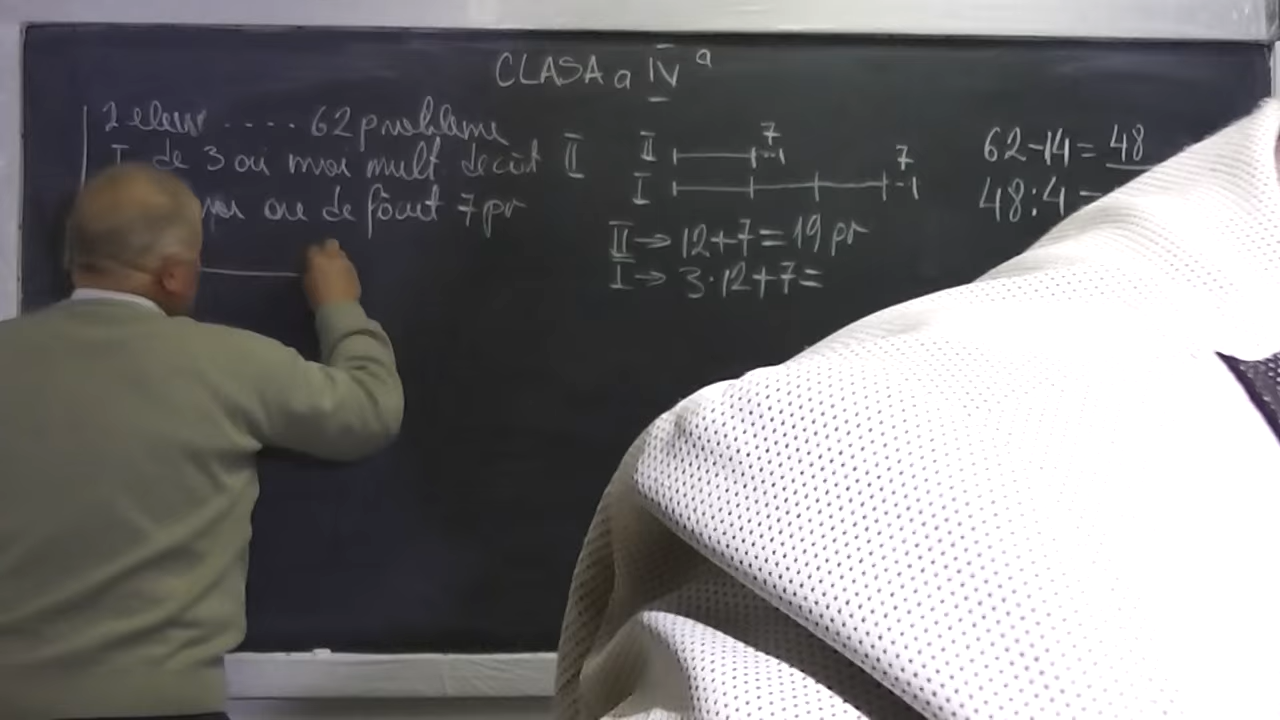 CLASA a IV a
2 elevi .... 62 probleme
I de 3 ori mai mult decât II
are de făcut 7 pr
II 7
I 7
II → 12+7=19 pr
I → 3·12+7=
62-14=48
48:4=